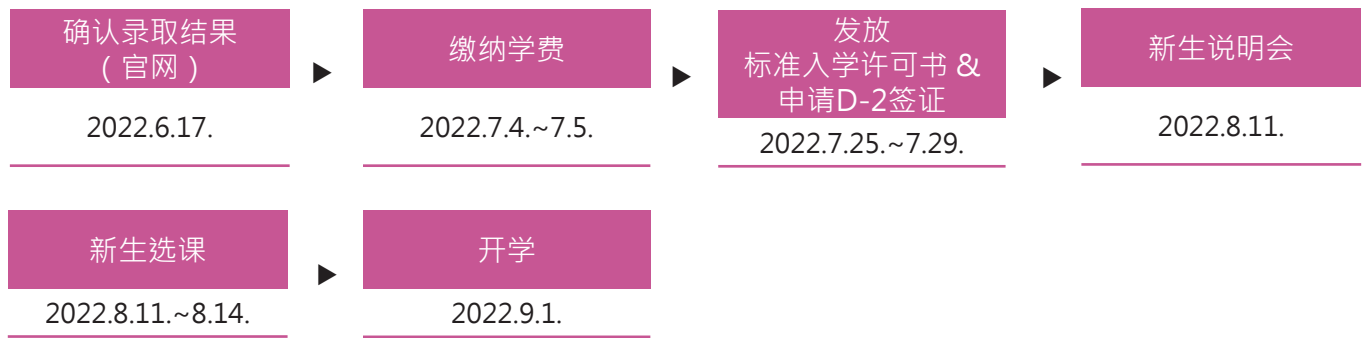 确认录取结果
( 官网 )
2022.6.17.
▶
缴纳学费
2022.7.4.~7.5.
▶
发放
标准入学许可书 &
申请D-2签证
2022.7.25.~7.29.
▶
新生说明会
2022.8.11.
新生选课
2022.8.11.~8.14.
▶
开学
2022.9.1.